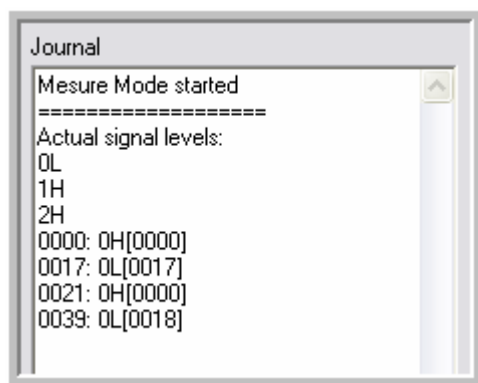 Journal
Mesure Mode started
===================
Actual signal levels:
0L
1H
2H
0000: 0H[0000]
0017: 0L[0017]
0021: 0H[0000]
0039: 0L[0018]